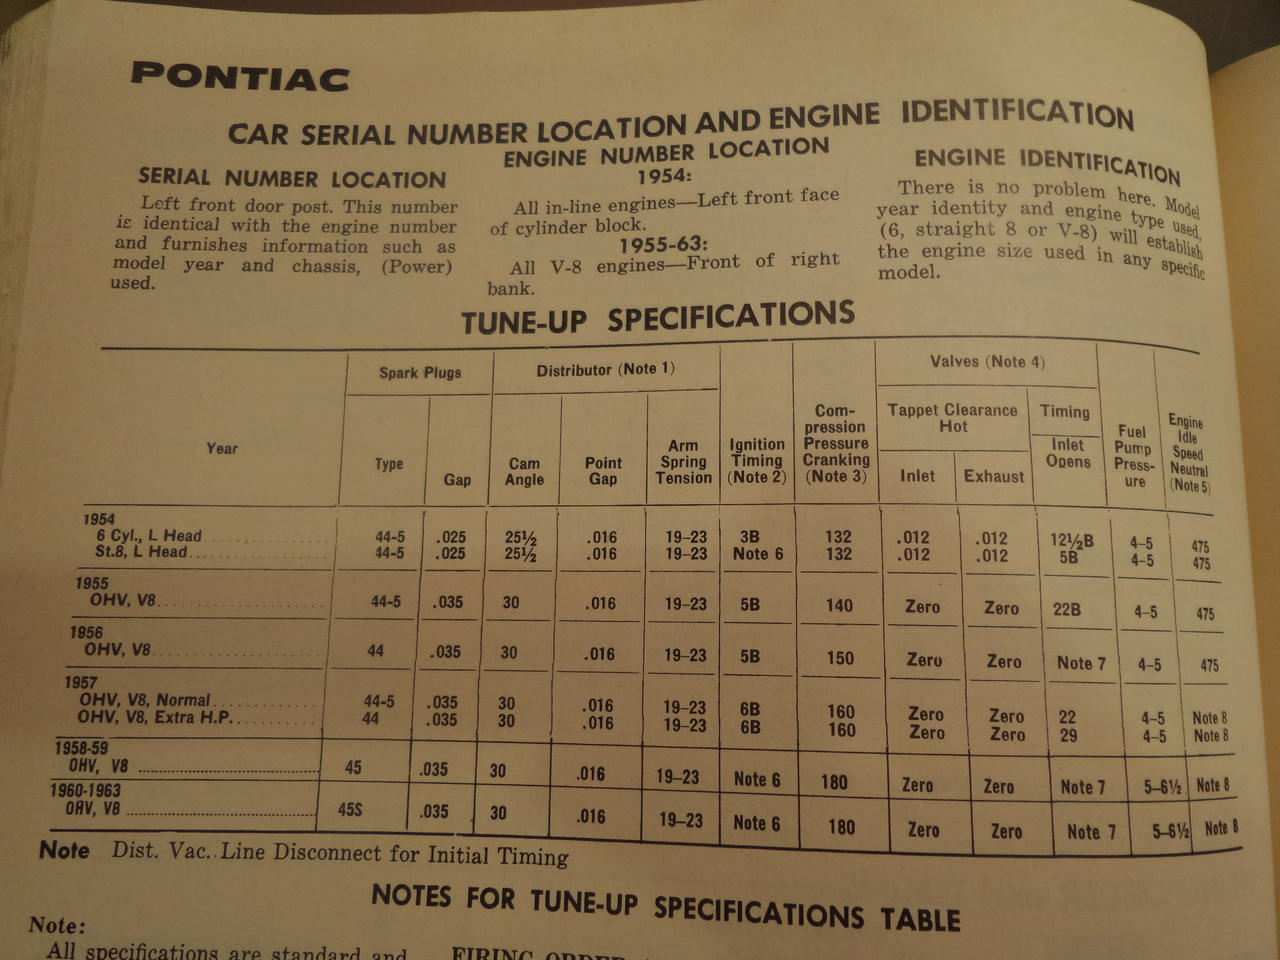 PONTIAC
CAR SERIAL NUMBER LOCATION AND ENGINE IDENTIFICATION
SERIAL NUMBER LOCATION
Left front door post. This number
is identical with the engine number
and furnishes information such as
model year and chassis, (Power)
used.
ENGINE NUMBER LOCATION
1954:
All in-line engines—Left front face
of cylinder block.
1955-63:
All V-8 engines—Front of right
bank.
ENGINE IDENTIFICATION
There is no problem here. Model
year identity and engine type used,
(6, straight 8 or V-8) will establish
the engine size used in any specific
model.
TUNE-UP SPECIFICATIONS
Year
Spark Plugs
Type
Gap
Distributor (Note 1)
Cam
Angle
Point
Gap
Arm
Spring
Tension
Ignition
Timing
(Note 2)
Com-
pression
Pressure
Cranking
(Note 3)
Valves (Note 4)
Tappet Clearance
Hot
Inlet
Exhaust
Timing
Inlet
Opens
Fuel
Pump
Press-
ure
Engine
Idle
Speed
Neutral
(Note 5)
1954
6 Cyl., L Head 44-5 .025 25½ .016 19–23 3B 132 .012 .012 12½B 4–5 475
St.8, L Head 44-5 .025 25½ .016 19–23 Note 6 132 .012 .012 5B 4–5 475
1955
OHV, V8 44-5 .035 30 .016 19–23 5B 140 Zero Zero 22B 4–5 475
1956
OHV, V8 44 .035 30 .016 19–23 5B 150 Zero Zero Note 7 4–5 475
1957
OHV, V8, Normal 44-5 .035 30 .016 19–23 6B 160 Zero Zero 22 4–5 Note 8
OHV, V8, Extra H.P. 44 .035 30 .016 19–23 6B 160 Zero Zero 29 4–5 Note 8
1958-59
OHV, V8 45 .035 30 .016 19–23 Note 6 180 Zero Zero Note 7 5–6½ Note 8
1960-1963
OHV, V8 45S .035 30 .016 19–23 Note 6 180 Zero Zero Note 7 5–6½ Note 8
Note Dist. Vac. Line Disconnect for Initial Timing
NOTES FOR TUNE-UP SPECIFICATIONS TABLE
Note:
All specifications are standard and
FIRING ORDER